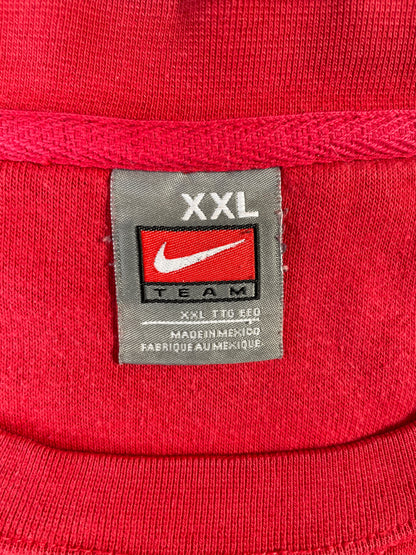 XXL
TEAM
XXL TTG EEG
MADE IN MEXICO
FABRIQUE AU MEXIQUE